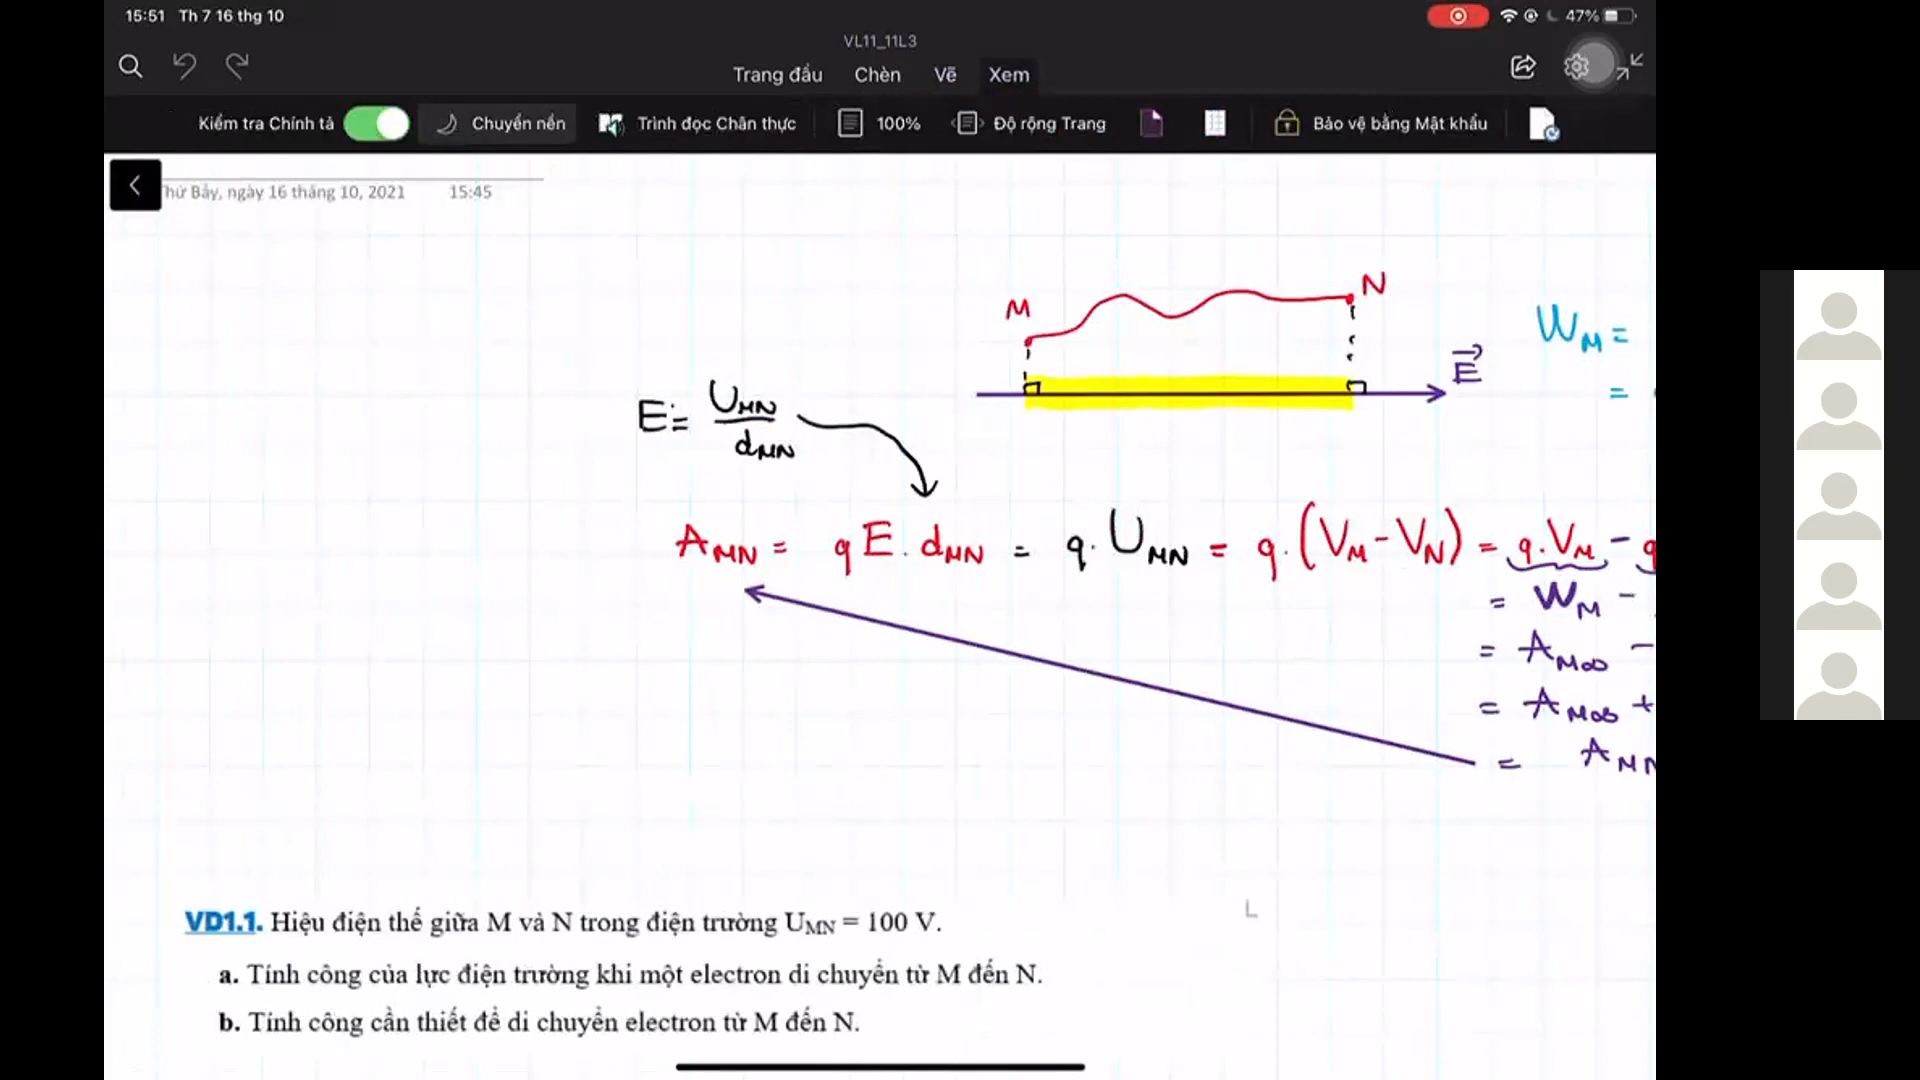 15:51 Th 7 16 thg 10
47%
VL11_11L3
Trang đầu Chèn Vẽ Xem
Kiểm tra Chính tả Chuyển nền Trình đọc Chân thực 100% Độ rộng Trang Bảo vệ bằng Mật khẩu
hứ Bảy, ngày 16 tháng 10, 2021 15:45
M N
E⃗
W_M =
=
E = U_MN / d_MN
A_MN = qE.d_MN = q.U_MN = q.(V_M - V_N) = q.V_M - q
= W_M -
= A_M∞ -
= A_M∞ +
= A_MN
VD1.1. Hiệu điện thế giữa M và N trong điện trường U_MN = 100 V.
a. Tính công của lực điện trường khi một electron di chuyển từ M đến N.
b. Tính công cần thiết để di chuyển electron từ M đến N.